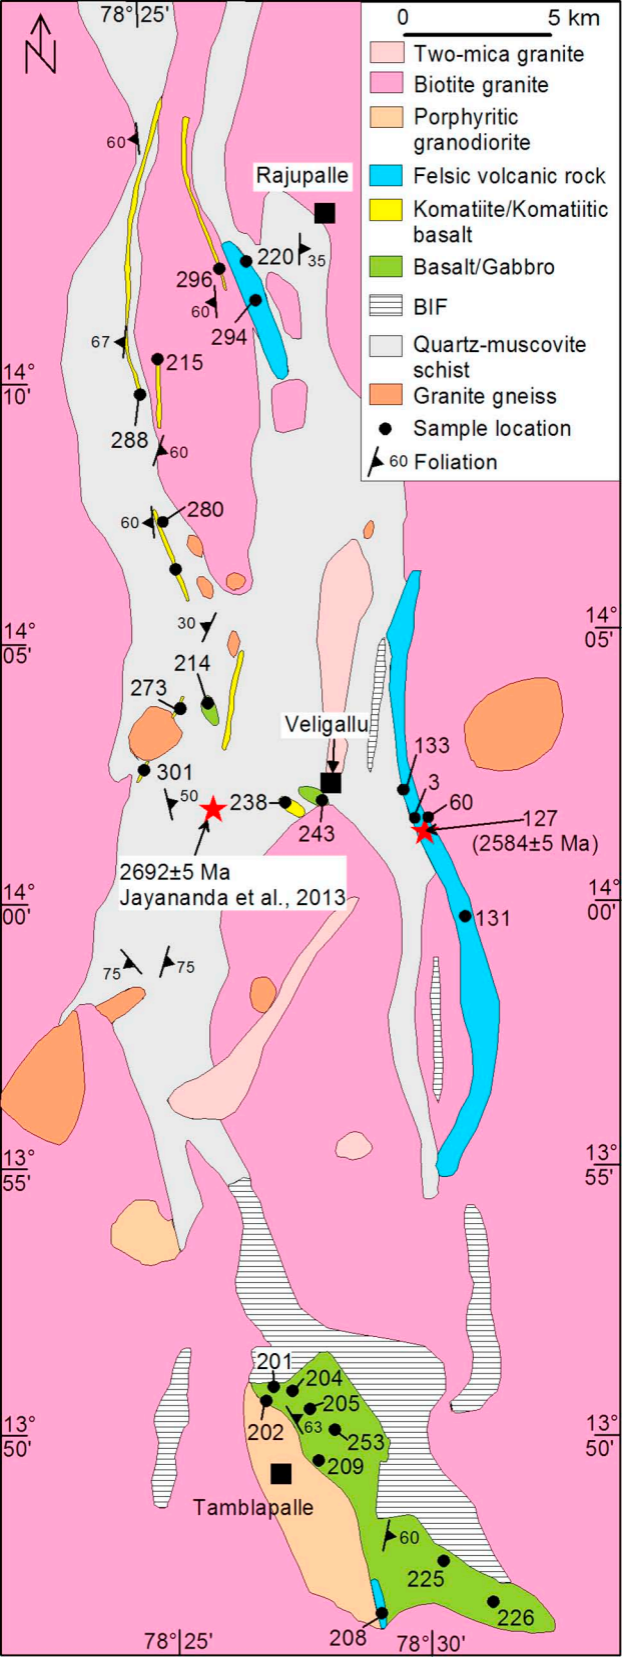 78°25'
0 5 km
N
Two-mica granite
Biotite granite
Porphyritic
granodiorite
Felsic volcanic rock
Komatiite/Komatiitic
basalt
Basalt/Gabbro
BIF
Quartz-muscovite
schist
Granite gneiss
Sample location
60 Foliation
60
Rajupalle
220
35
296
60
294
67
215
14°
10'
288
60
280
60
30
14°
05'
14°
05'
214
273
Veligallu
133
301
3
60
50
238
127
243
(2584±5 Ma)
2692±5 Ma
Jayananda et al., 2013
14°
00'
14°
00'
131
75
75
13°
55'
13°
55'
201
204
205
202
63
253
13°
50'
13°
50'
209
Tamblapalle
60
225
226
208
78°25'
78°30'